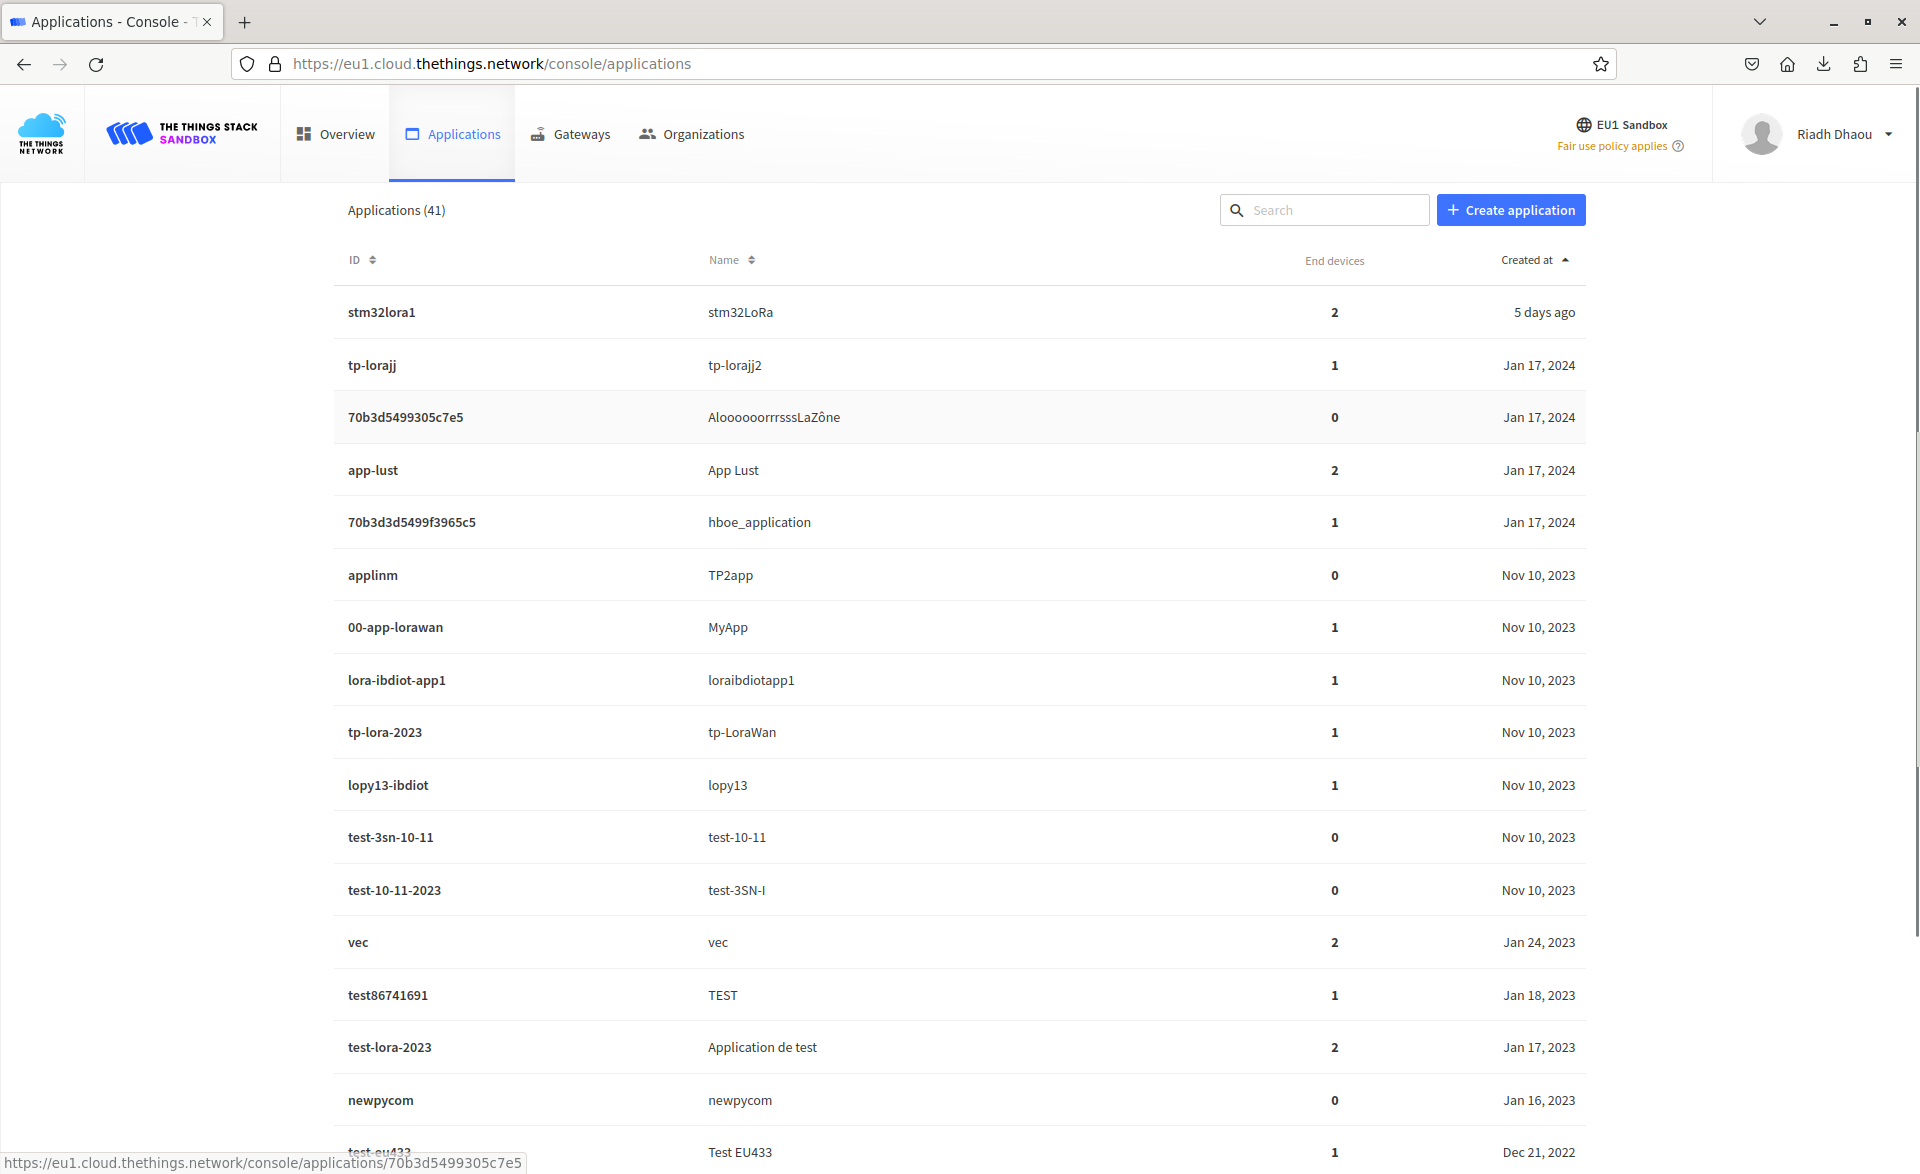 Applications - Console - T
https://eu1.cloud.thethings.network/console/applications
THE THINGS NETWORK
THE THINGS STACK
SANDBOX
Overview
Applications
Gateways
Organizations
EU1 Sandbox
Fair use policy applies
Riadh Dhaou
Applications (41)
Search
+ Create application
ID Name End devices Created at
stm32lora1 stm32LoRa 2 5 days ago
tp-lorajj tp-lorajj2 1 Jan 17, 2024
70b3d5499305c7e5 AloooooorrrsssLaZône 0 Jan 17, 2024
app-lust App Lust 2 Jan 17, 2024
70b3d3d5499f3965c5 hboe_application 1 Jan 17, 2024
applinm TP2app 0 Nov 10, 2023
00-app-lorawan MyApp 1 Nov 10, 2023
lora-ibdiot-app1 loraibdiotapp1 1 Nov 10, 2023
tp-lora-2023 tp-LoraWan 1 Nov 10, 2023
lopy13-ibdiot lopy13 1 Nov 10, 2023
test-3sn-10-11 test-10-11 0 Nov 10, 2023
test-10-11-2023 test-3SN-I 0 Nov 10, 2023
vec vec 2 Jan 24, 2023
test86741691 TEST 1 Jan 18, 2023
test-lora-2023 Application de test 2 Jan 17, 2023
newpycom newpycom 0 Jan 16, 2023
test-eu433 Test EU433 1 Dec 21, 2022
https://eu1.cloud.thethings.network/console/applications/70b3d5499305c7e5